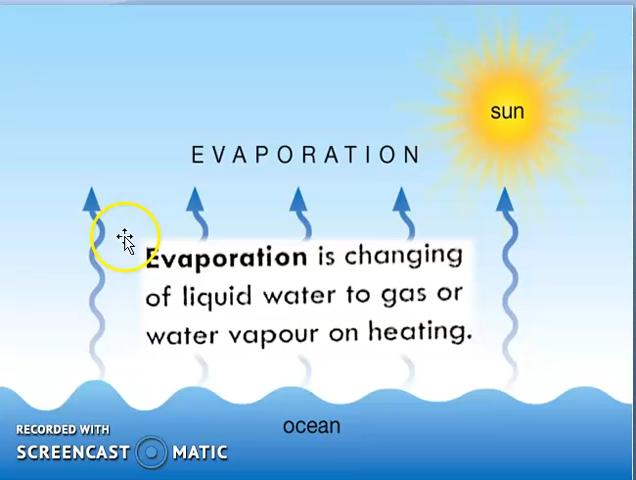 sun
EVAPORATION
Evaporation is changing
of liquid water to gas or
water vapour on heating.
ocean
RECORDED WITH
SCREENCAST MATIC